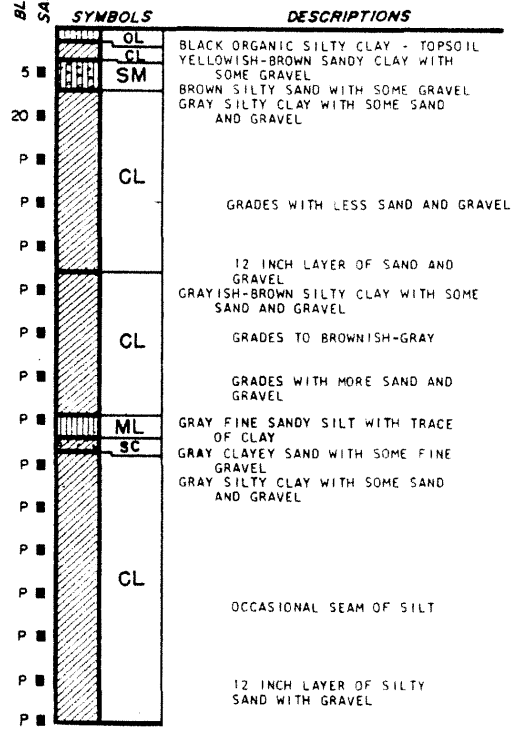 BL
SA
SYMBOLS
DESCRIPTIONS
OL
BLACK ORGANIC SILTY CLAY - TOPSOIL
CL
YELLOWISH-BROWN SANDY CLAY WITH
SOME GRAVEL
5
SM
BROWN SILTY SAND WITH SOME GRAVEL
GRAY SILTY CLAY WITH SOME SAND
AND GRAVEL
20
P
CL
P
GRADES WITH LESS SAND AND GRAVEL
P
12 INCH LAYER OF SAND AND
GRAVEL
P
GRAYISH-BROWN SILTY CLAY WITH SOME
SAND AND GRAVEL
P
CL
GRADES TO BROWNISH-GRAY
P
GRADES WITH MORE SAND AND
GRAVEL
P
ML
GRAY FINE SANDY SILT WITH TRACE
OF CLAY
SC
GRAY CLAYEY SAND WITH SOME FINE
GRAVEL
P
GRAY SILTY CLAY WITH SOME SAND
AND GRAVEL
P
P
CL
P
OCCASIONAL SEAM OF SILT
P
P
12 INCH LAYER OF SILTY
SAND WITH GRAVEL
P